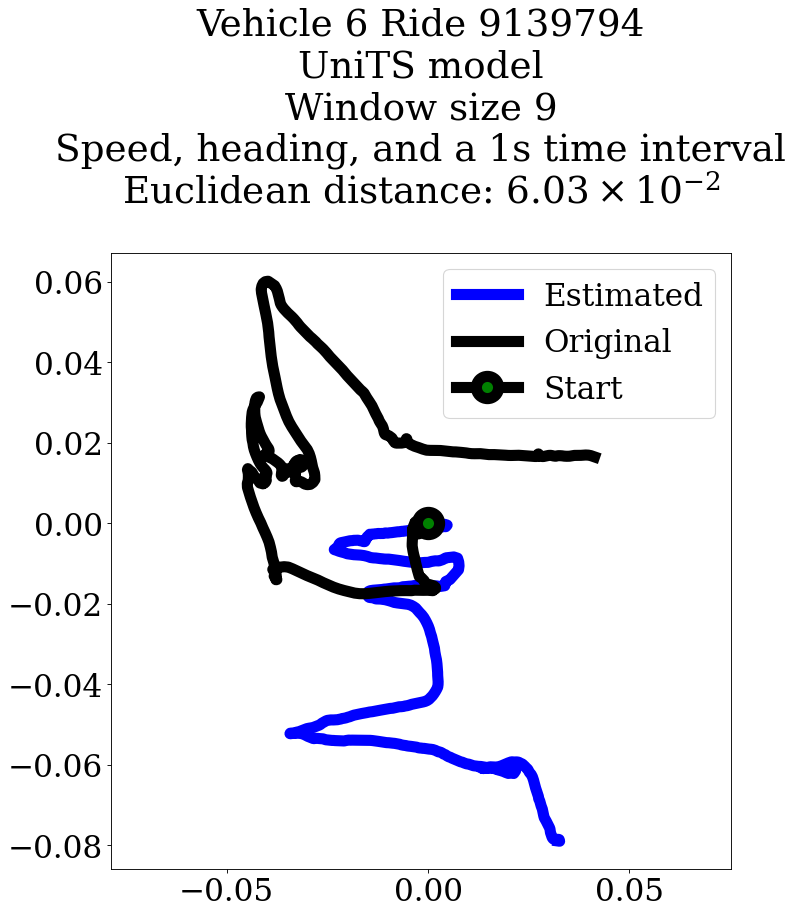 Vehicle 6 Ride 9139794
UniTS model
Window size 9
Speed, heading, and a 1s time interval
Euclidean distance: 6.03 × 10⁻²
Estimated
Original
Start
0.06
0.04
0.02
0.00
−0.02
−0.04
−0.06
−0.08
−0.05 0.00 0.05